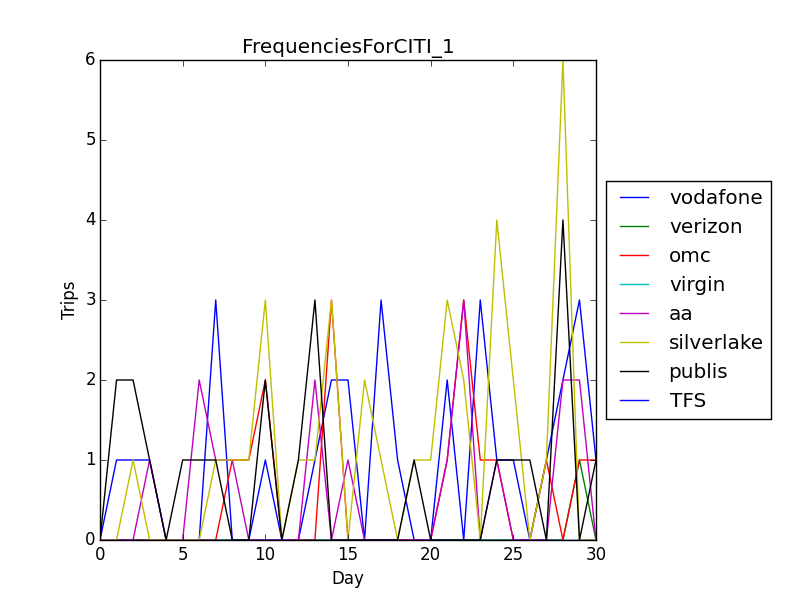 FrequenciesForCITI_1
6
5
4
3
2
1
0
Trips
0 5 10 15 20 25 30
Day
vodafone
verizon
omc
virgin
aa
silverlake
publis
TFS